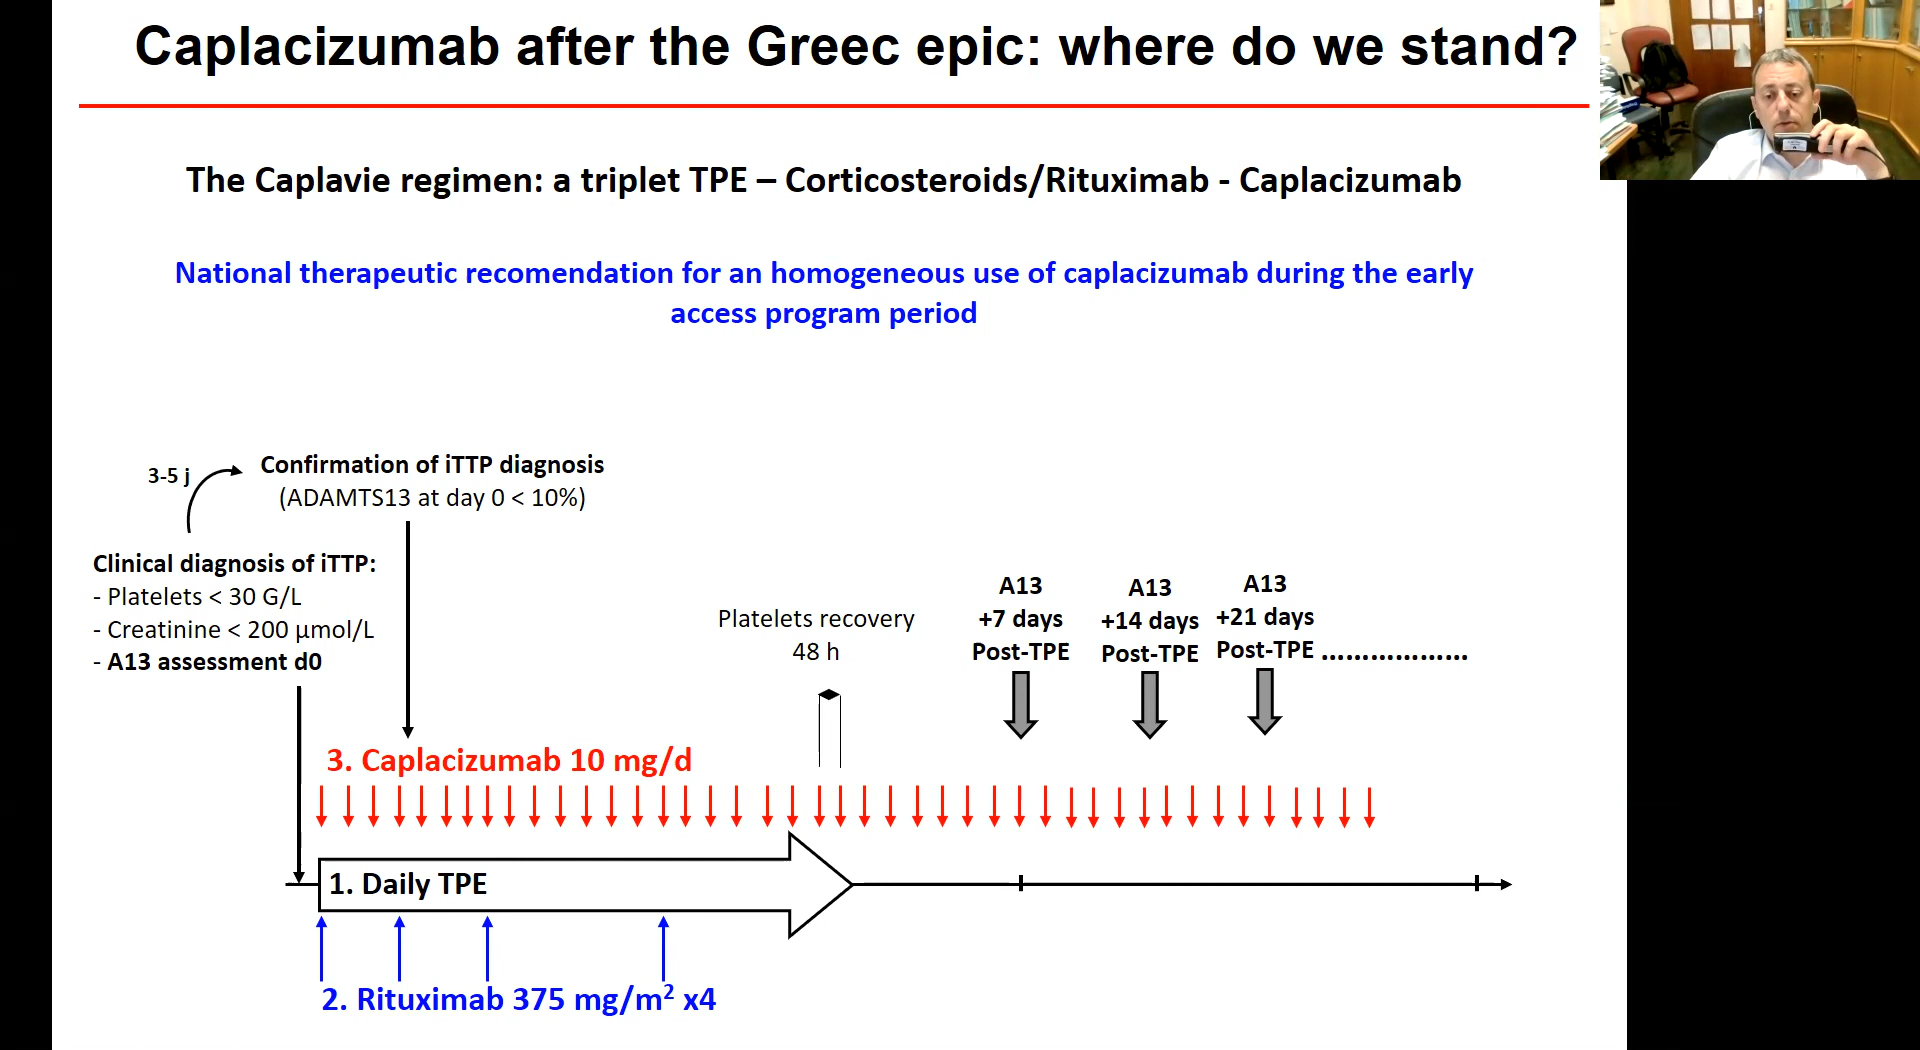 Caplacizumab after the Greec epic: where do we stand?
The Caplavie regimen: a triplet TPE – Corticosteroids/Rituximab - Caplacizumab
National therapeutic recomendation for an homogeneous use of caplacizumab during the early
access program period
3-5 j
Confirmation of iTTP diagnosis
(ADAMTS13 at day 0 < 10%)
Clinical diagnosis of iTTP:
- Platelets < 30 G/L
- Creatinine < 200 µmol/L
- A13 assessment d0
Platelets recovery
48 h
A13
+7 days
Post-TPE
A13
+14 days
Post-TPE
A13
+21 days
Post-TPE ..................
3. Caplacizumab 10 mg/d
1. Daily TPE
2. Rituximab 375 mg/m² x4